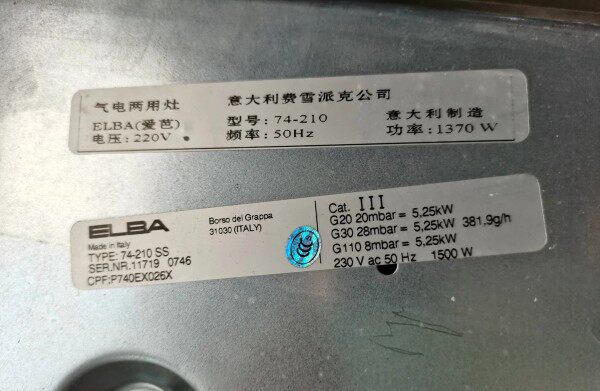 气电两用灶 意大利费雪派克公司
ELBA(爱芭) 型号: 74-210 意大利制造
电压: 220V 频率: 50Hz 功率: 1370 W
ELBA
Made in Italy
TYPE: 74-210 SS
SER.NR.11719 0746
CPF:P740EX026X
Borso del Grappa
31030 (ITALY)
Cat. III
G20 20mbar = 5,25kW
G30 28mbar = 5,25kW 381,9g/h
G110 8mbar = 5,25kW
230 V ac 50 Hz 1500 W